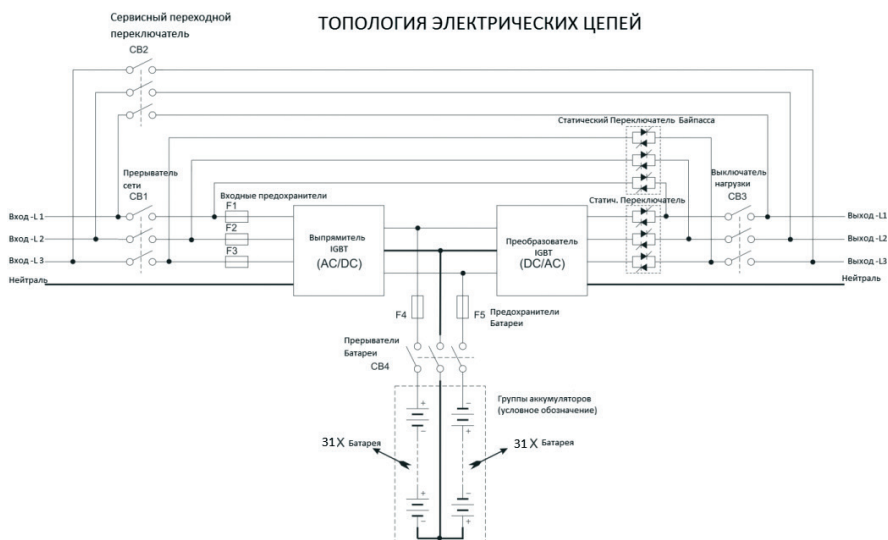 Сервисный переходной
переключатель
CB2
ТОПОЛОГИЯ ЭЛЕКТРИЧЕСКИХ ЦЕПЕЙ
Статический Переключатель Байпасса
Прерыватель
сети
CB1
Входные предохранители
Выключатель
нагрузки
CB3
Статич. Переключатель
F1
F2
F3
Вход -L 1
Вход -L 2
Вход -L 3
Нейтраль
Выпрямитель
IGBT
(AC/DC)
Преобразователь
IGBT
(DC/AC)
Выход -L1
Выход -L2
Выход -L3
Нейтраль
F4
F5
Предохранители
Батареи
Прерыватели
Батареи
CB4
Группы аккумуляторов
(условное обозначение)
+
−
−
+
31X Батарея
31X Батарея
+
−
−
+